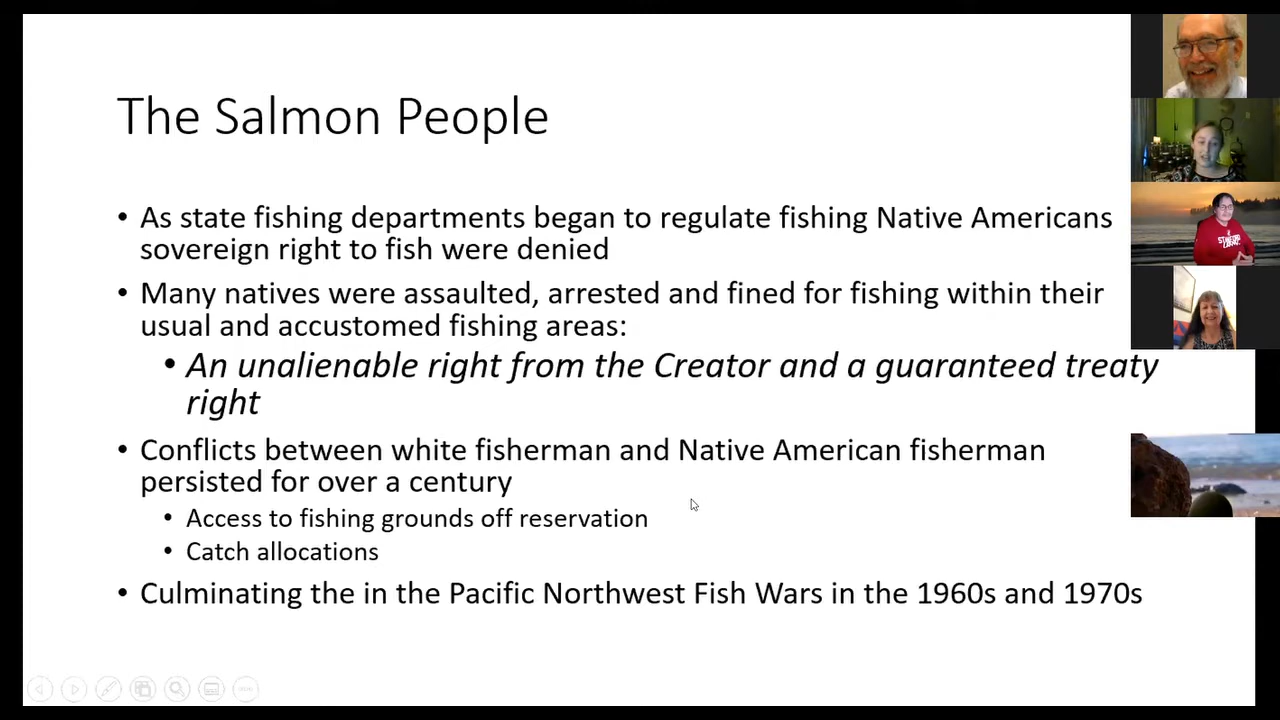 The Salmon People
• As state fishing departments began to regulate fishing Native Americans
sovereign right to fish were denied
• Many natives were assaulted, arrested and fined for fishing within their
usual and accustomed fishing areas:
• An unalienable right from the Creator and a guaranteed treaty
right
• Conflicts between white fisherman and Native American fisherman
persisted for over a century
• Access to fishing grounds off reservation
• Catch allocations
• Culminating the in the Pacific Northwest Fish Wars in the 1960s and 1970s